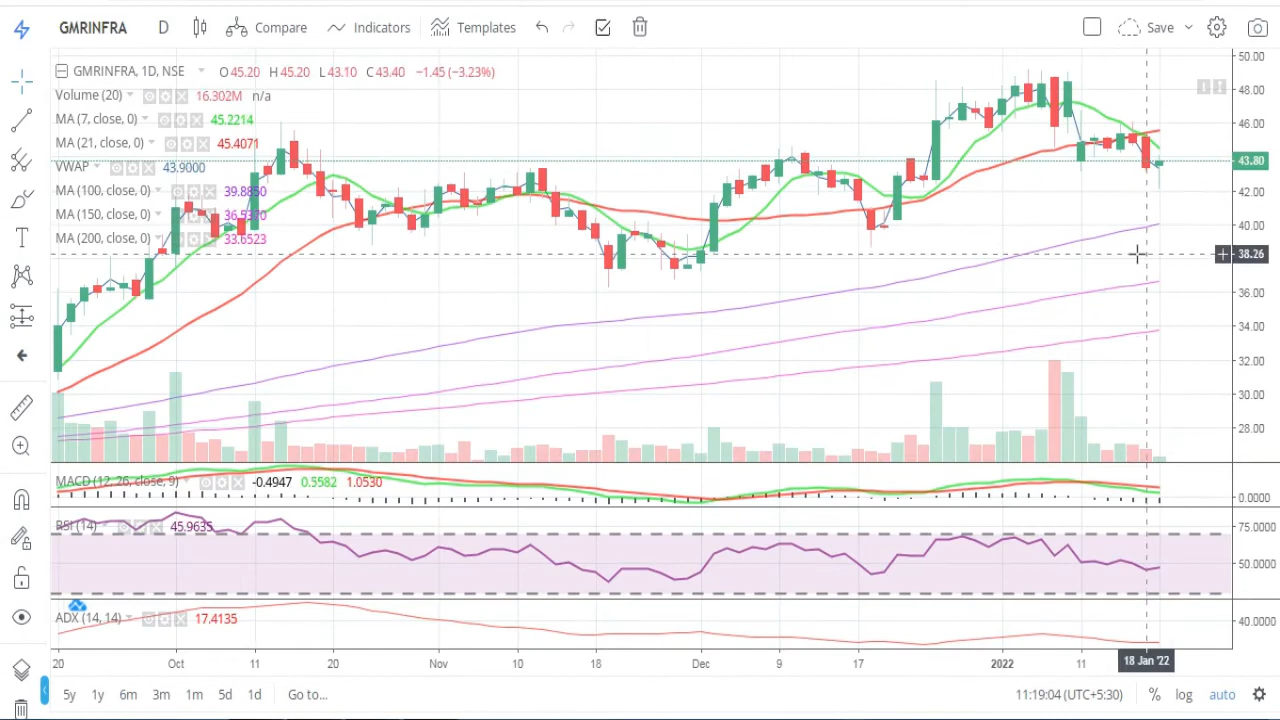 GMRINFRA D Compare Indicators Templates Save
GMRINFRA, 1D, NSE O45.20 H45.20 L43.10 C43.40 −1.45 (−3.23%)
Volume (20) 16.302M n/a
MA (7, close, 0) 45.2214
MA (21, close, 0) 45.4071
VWAP 43.9000
MA (100, close, 0) 39.8850
MA (150, close, 0) 36.5370
MA (200, close, 0) 33.6523
50.00
48.00
46.00
43.80
42.00
40.00
38.26
36.00
34.00
32.00
30.00
28.00
MACD (12, 26, close, 9) -0.4947 0.5582 1.0530
0.0000
RSI (14) 45.9635
75.0000
50.0000
ADX (14, 14) 17.4135
40.0000
20 Oct 11 20 Nov 10 18 Dec 9 17 2022 11 18 Jan '22
5y 1y 6m 3m 1m 5d 1d Go to... 11:19:04 (UTC+5:30) % log auto